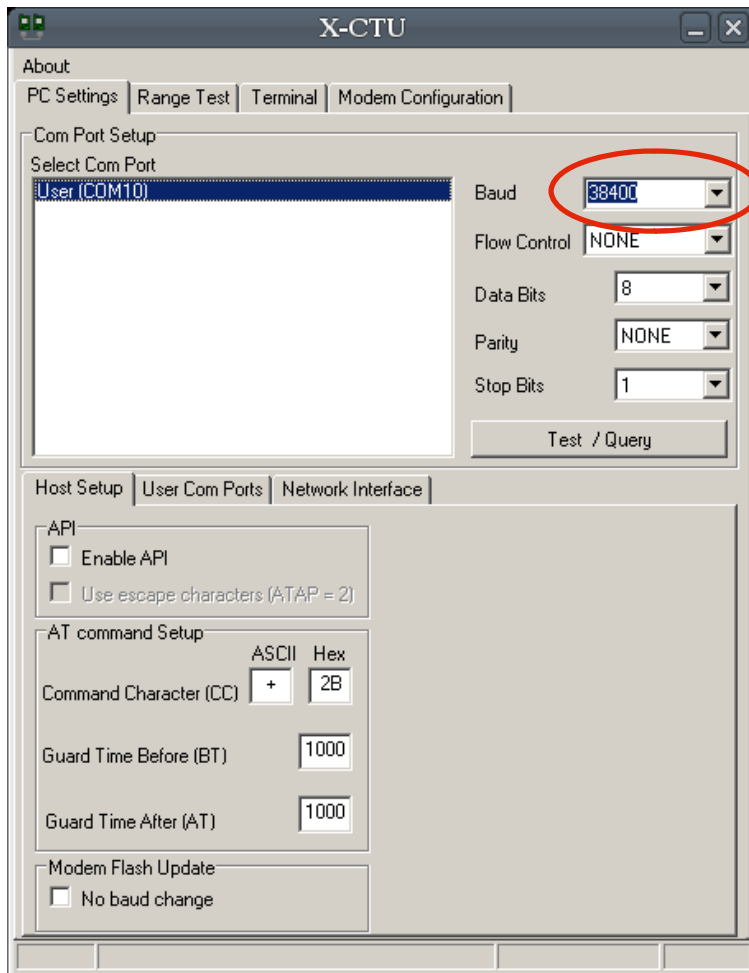 X-CTU
About
PC Settings Range Test Terminal Modem Configuration
Com Port Setup
Select Com Port
User (COM10)
Baud 38400
Flow Control NONE
Data Bits 8
Parity NONE
Stop Bits 1
Test / Query
Host Setup User Com Ports Network Interface
API
Enable API
Use escape characters (ATAP = 2)
AT command Setup
ASCII Hex
Command Character (CC) + 2B
Guard Time Before (BT) 1000
Guard Time After (AT) 1000
Modem Flash Update
No baud change